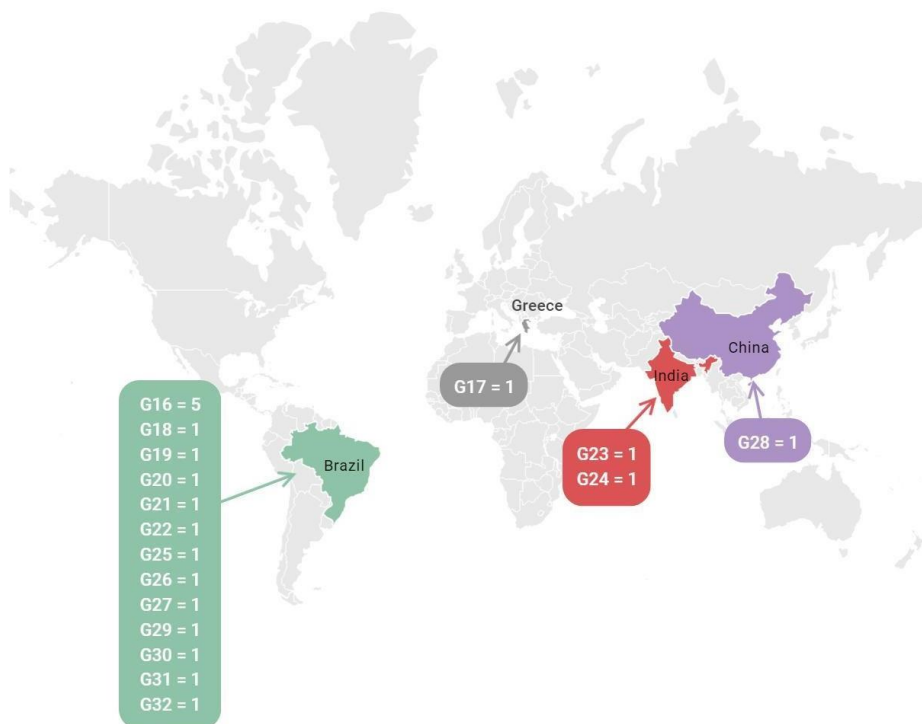 Greece
China
India
G17 = 1
G16 = 5
G18 = 1
G19 = 1
G20 = 1
G21 = 1
G22 = 1
G25 = 1
G26 = 1
G27 = 1
G29 = 1
G30 = 1
G31 = 1
G32 = 1
Brazil
G23 = 1
G24 = 1
G28 = 1